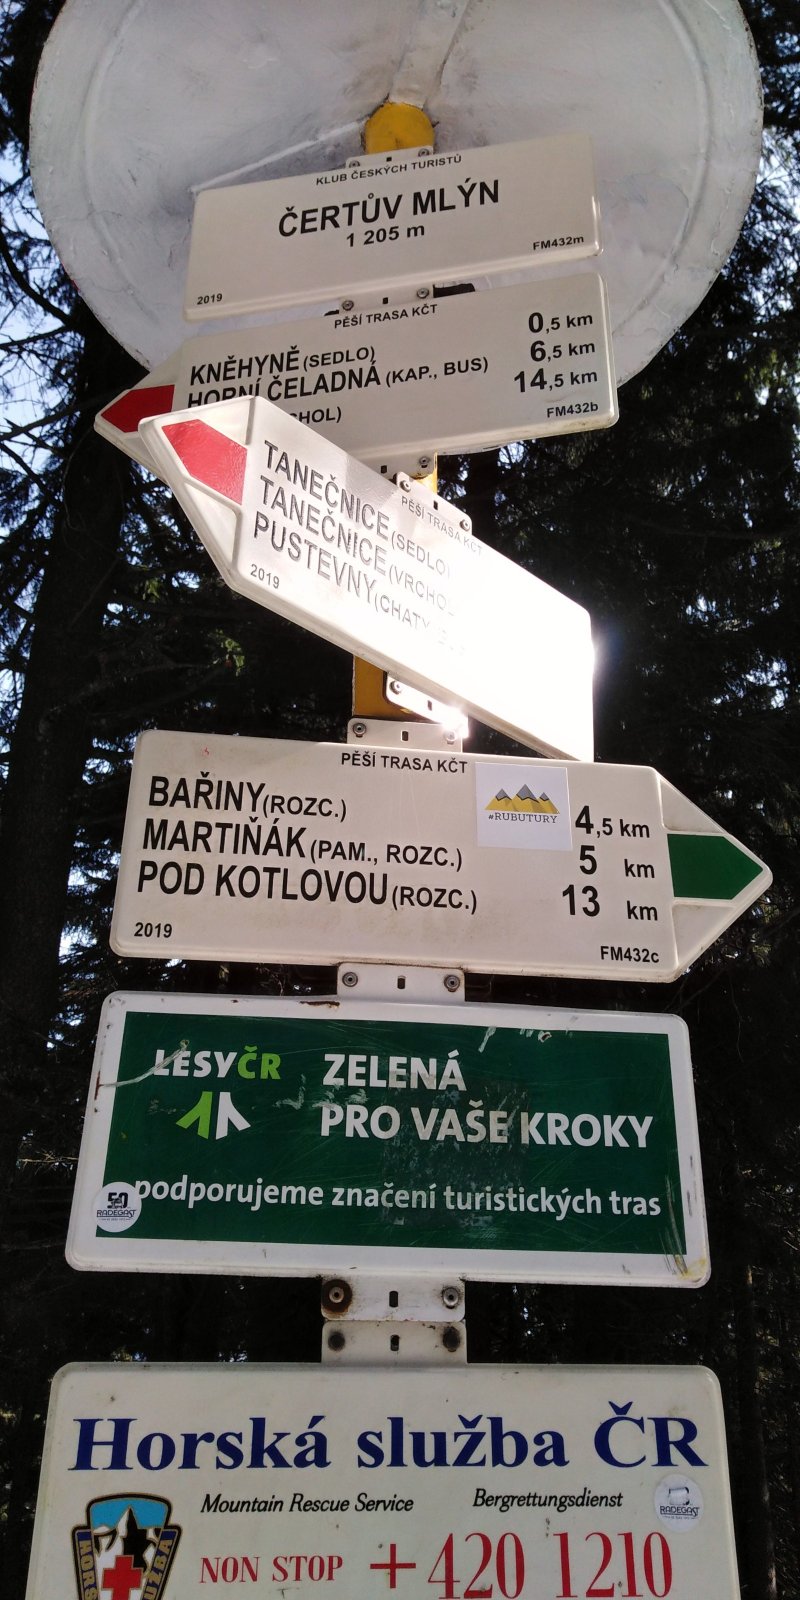 KLUB ČESKÝCH TURISTŮ
ČERTŮV MLÝN
1 205 m
2019 FM432m
PĚŠÍ TRASA KČT
KNĚHYNĚ (SEDLO) 0,5 km
HORNÍ ČELADNÁ (KAP., BUS) 6,5 km
14,5 km
FM432b
PĚŠÍ TRASA KČT
TANEČNICE (SEDLO)
TANEČNICE (VRCHOL
PUSTEVNY (CHATY
2019
PĚŠÍ TRASA KČT
BAŘINY (ROZC.) 4,5 km
MARTIŇÁK (PAM., ROZC.) 5 km
POD KOTLOVOU (ROZC.) 13 km
#RUBUTURY
2019 FM432c
LESYČR ZELENÁ
PRO VAŠE KROKY
podporujeme značení turistických tras
50
RADEGAST
Horská služba ČR
Mountain Rescue Service Bergrettungsdienst
RADEGAST
NON STOP +420 1210